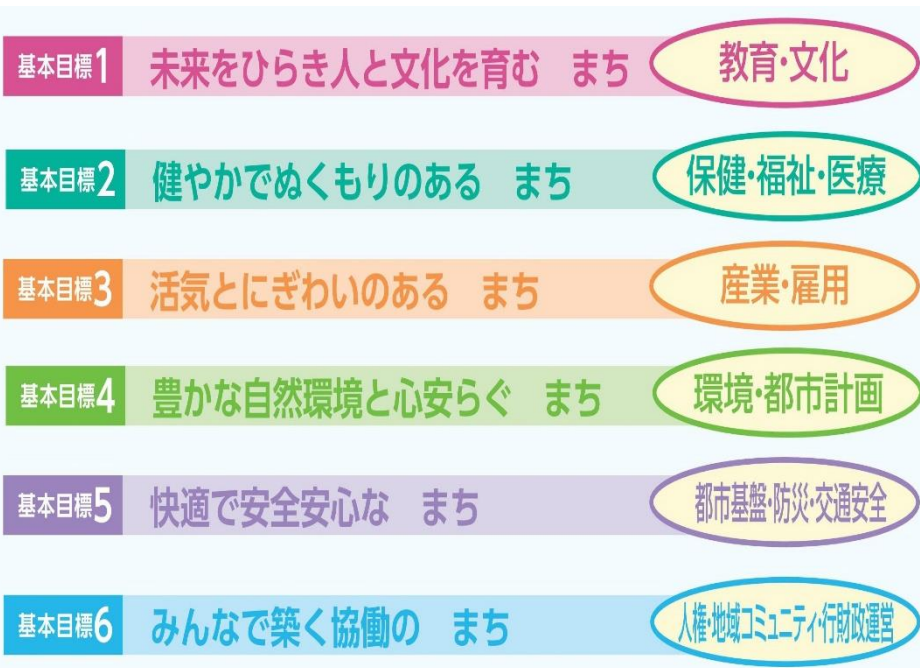 基本目標1 未来をひらき人と文化を育む まち 教育・文化
基本目標2 健やかでぬくもりのある まち 保健・福祉・医療
基本目標3 活気とにぎわいのある まち 産業・雇用
基本目標4 豊かな自然環境と心安らぐ まち 環境・都市計画
基本目標5 快適で安全安心な まち 都市基盤・防災・交通安全
基本目標6 みんなで築く協働の まち 人権・地域コミュニティ・行財政運営